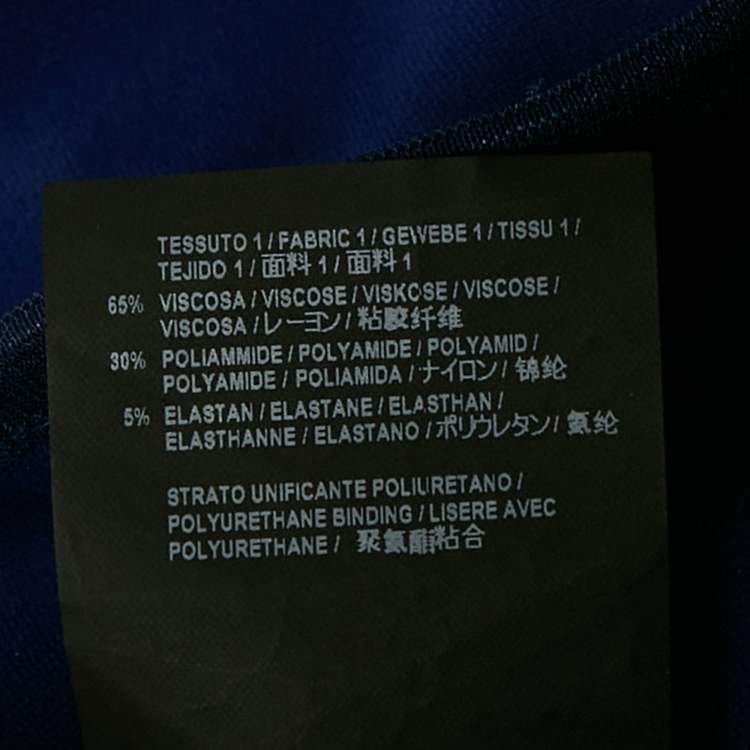 TESSUTO 1 / FABRIC 1 / GEWEBE 1 / TISSU 1 /
TEJIDO 1 / 面料 1 / 面料 1
65% VISCOSA / VISCOSE / VISKOSE / VISCOSE /
VISCOSA / レーヨン / 粘胶纤维
30% POLIAMMIDE / POLYAMIDE / POLYAMID /
POLYAMIDE / POLIAMIDA / ナイロン / 锦纶
5% ELASTAN / ELASTANE / ELASTHAN /
ELASTHANNE / ELASTANO / ポリウレタン / 氨纶
STRATO UNIFICANTE POLIURETANO /
POLYURETHANE BINDING / LISERE AVEC
POLYURETHANE / 聚氨酯粘合